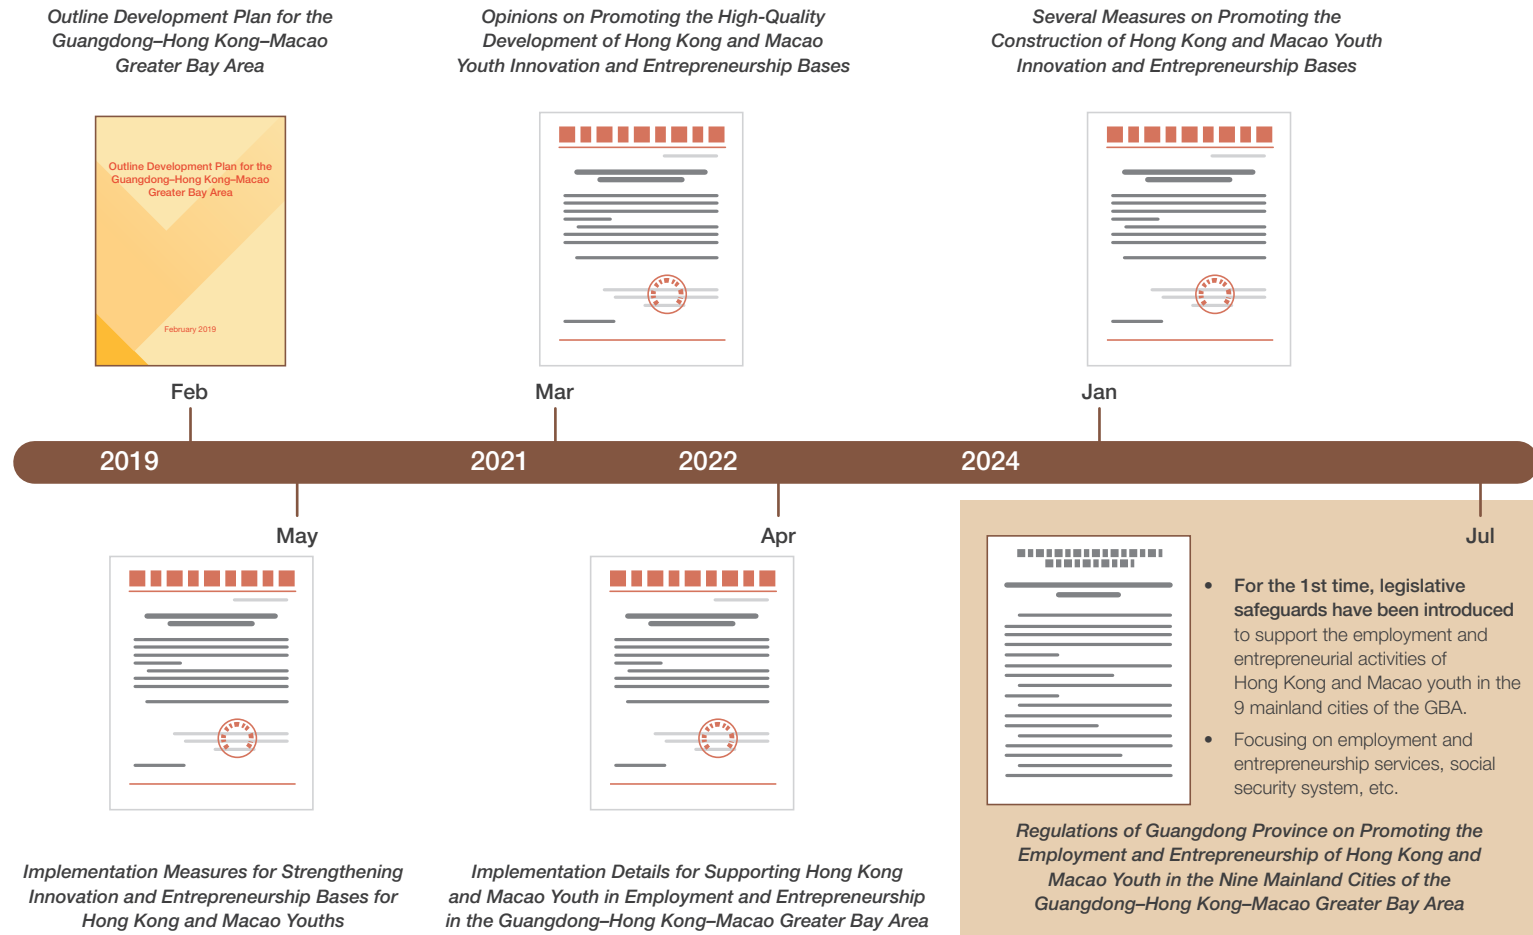 Outline Development Plan for the
Guangdong–Hong Kong–Macao
Greater Bay Area
Opinions on Promoting the High-Quality
Development of Hong Kong and Macao
Youth Innovation and Entrepreneurship Bases
Several Measures on Promoting the
Construction of Hong Kong and Macao Youth
Innovation and Entrepreneurship Bases
Outline Development Plan for the
Guangdong–Hong Kong–Macao
Greater Bay Area
February 2019
Feb
Mar
Jan
2019
2021
2022
2024
May
Apr
Jul
• For the 1st time, legislative
safeguards have been introduced
to support the employment and
entrepreneurial activities of
Hong Kong and Macao youth in the
9 mainland cities of the GBA.
• Focusing on employment and
entrepreneurship services, social
security system, etc.
Implementation Measures for Strengthening
Innovation and Entrepreneurship Bases for
Hong Kong and Macao Youths
Implementation Details for Supporting Hong Kong
and Macao Youth in Employment and Entrepreneurship
in the Guangdong–Hong Kong–Macao Greater Bay Area
Regulations of Guangdong Province on Promoting the
Employment and Entrepreneurship of Hong Kong and
Macao Youth in the Nine Mainland Cities of the
Guangdong–Hong Kong–Macao Greater Bay Area